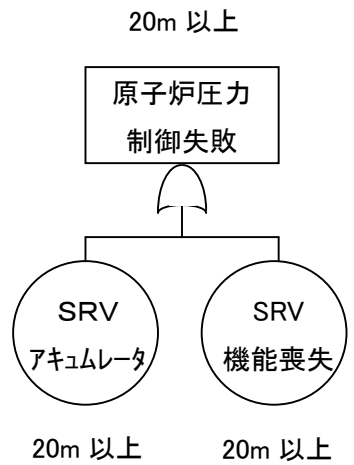 20m 以上
原子炉圧力
制御失敗
SRV
アキュムレータ
SRV
機能喪失
20m 以上
20m 以上